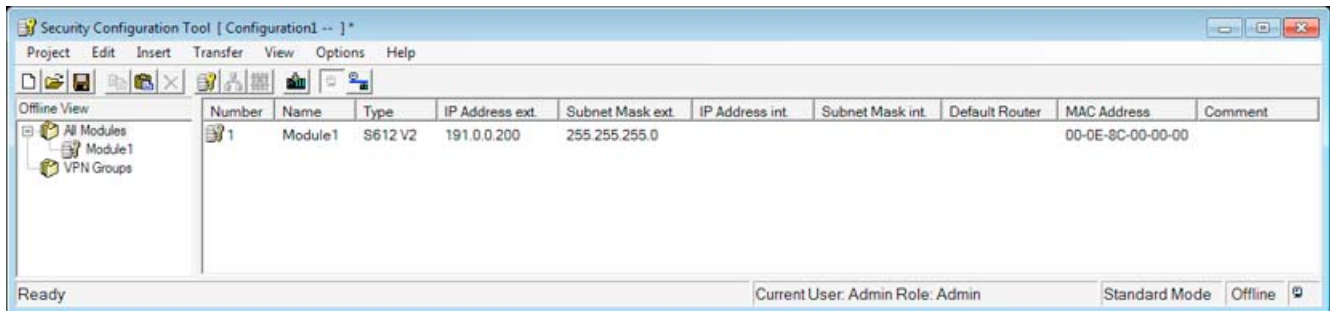 Security Configuration Tool [ Configuration1 -- ] *
Project Edit Insert Transfer View Options Help
Offline View
All Modules
Module1
VPN Groups
Number Name Type IP Address ext. Subnet Mask ext. IP Address int. Subnet Mask int. Default Router MAC Address Comment
1 Module1 S612 V2 191.0.0.200 255.255.255.0 00-0E-8C-00-00-00
Ready Current User: Admin Role: Admin Standard Mode Offline